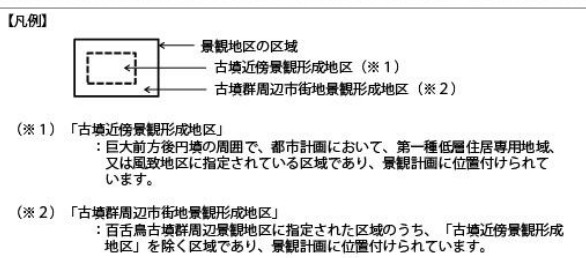 【凡例】
景観地区の区域
古墳近傍景観形成地区（※１）
古墳群周辺市街地景観形成地区（※２）
（※１）「古墳近傍景観形成地区」
：巨大前方後円墳の周囲で、都市計画において、第一種低層住居専用地域、
又は風致地区に指定されている区域であり、景観計画に位置付けられて
います。
（※２）「古墳群周辺市街地景観形成地区」
：百舌鳥古墳群周辺景観地区に指定された区域のうち、「古墳近傍景観形成
地区」を除く区域であり、景観計画に位置付けられています。